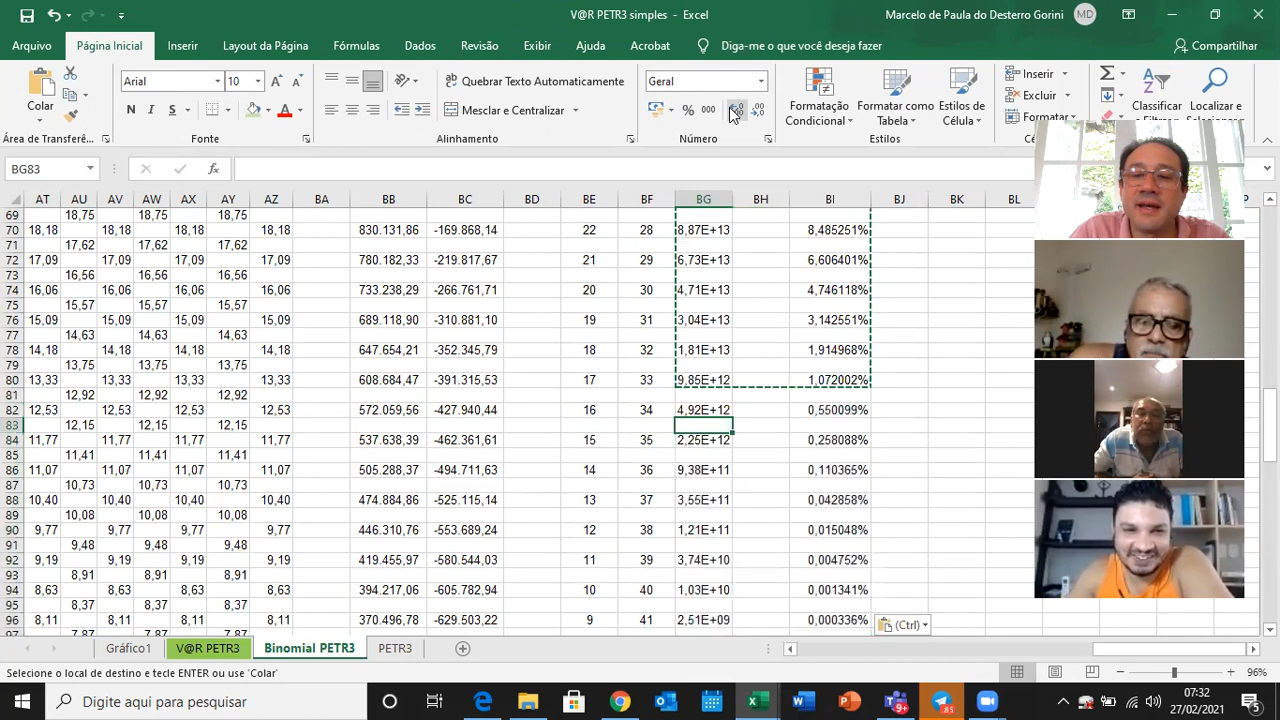 V@R PETR3 simples - Excel
Marcelo de Paula do Desterro Gorini MD
Arquivo Página Inicial Inserir Layout da Página Fórmulas Dados Revisão Exibir Ajuda Acrobat Diga-me o que você deseja fazer Compartilhar
Colar
Arial 10
N I S
Quebrar Texto Automaticamente
Mesclar e Centralizar
Geral
% 000
Formatação Condicional
Formatar como Tabela
Estilos de Célula
Inserir
Excluir
Formatar
Classificar
Localizar e
Área de Transferê... Fonte Alinhamento Número Estilos
BG83 fx
AT AU AV AW AX AY AZ BA BB BC BD BE BF BG BH BI BJ BK BL
69 18,75 18,75 18,75
70 18,18 18,18 18,18 18,18 830.131,86 -169.868,14 22 28 8,87E+13 8,485251%
71 17,62 17,62 17,62
72 17,09 17,09 17,09 17,09 780.182,33 -219.817,67 21 29 6,73E+13 6,606401%
73 16,56 16,56 16,56
74 16,06 16,06 16,06 16,06 733.238,29 -266.761,71 20 30 4,71E+13 4,746118%
75 15,57 15,57 15,57
76 15,09 15,09 15,09 15,09 689.118,90 -310.881,10 19 31 3,04E+13 3,142551%
77 14,63 14,63 14,63
78 14,18 14,18 14,18 14,18 647.654,21 -352.345,79 18 32 1,81E+13 1,914968%
79 13,75 13,75 13,75
80 13,33 13,33 13,33 13,33 608.684,47 -391.315,53 17 33 9,85E+12 1,072002%
81 12,92 12,92 12,92
82 12,53 12,53 12,53 12,53 572.059,56 -427.940,44 16 34 4,92E+12 0,550099%
83 12,15 12,15 12,15
84 11,77 11,77 11,77 11,77 537.638,39 -462.361,61 15 35 2,25E+12 0,258088%
85 11,41 11,41 11,41
86 11,07 11,07 11,07 11,07 505.288,37 -494.711,63 14 36 9,38E+11 0,110365%
87 10,73 10,73 10,73
88 10,40 10,40 10,40 10,40 474.884,86 -525.115,14 13 37 3,55E+11 0,042858%
89 10,08 10,08 10,08
90 9,77 9,77 9,77 9,77 446.310,76 -553.689,24 12 38 1,21E+11 0,015048%
91 9,48 9,48 9,48
92 9,19 9,19 9,19 9,19 419.455,97 -580.544,03 11 39 3,74E+10 0,004752%
93 8,91 8,91 8,91
94 8,63 8,63 8,63 8,63 394.217,06 -605.782,94 10 40 1,03E+10 0,001341%
95 8,37 8,37 8,37
96 8,11 8,11 8,11 8,11 370.496,78 -629.503,22 9 41 2,51E+09 0,000336%
97 7,87 7,87 7,87
(Ctrl)
Gráfico1 V@R PETR3 Binomial PETR3 PETR3
Selecione o local de destino e tecle ENTER ou use 'Colar' 96%
Digite aqui para pesquisar
07:32
27/02/2021